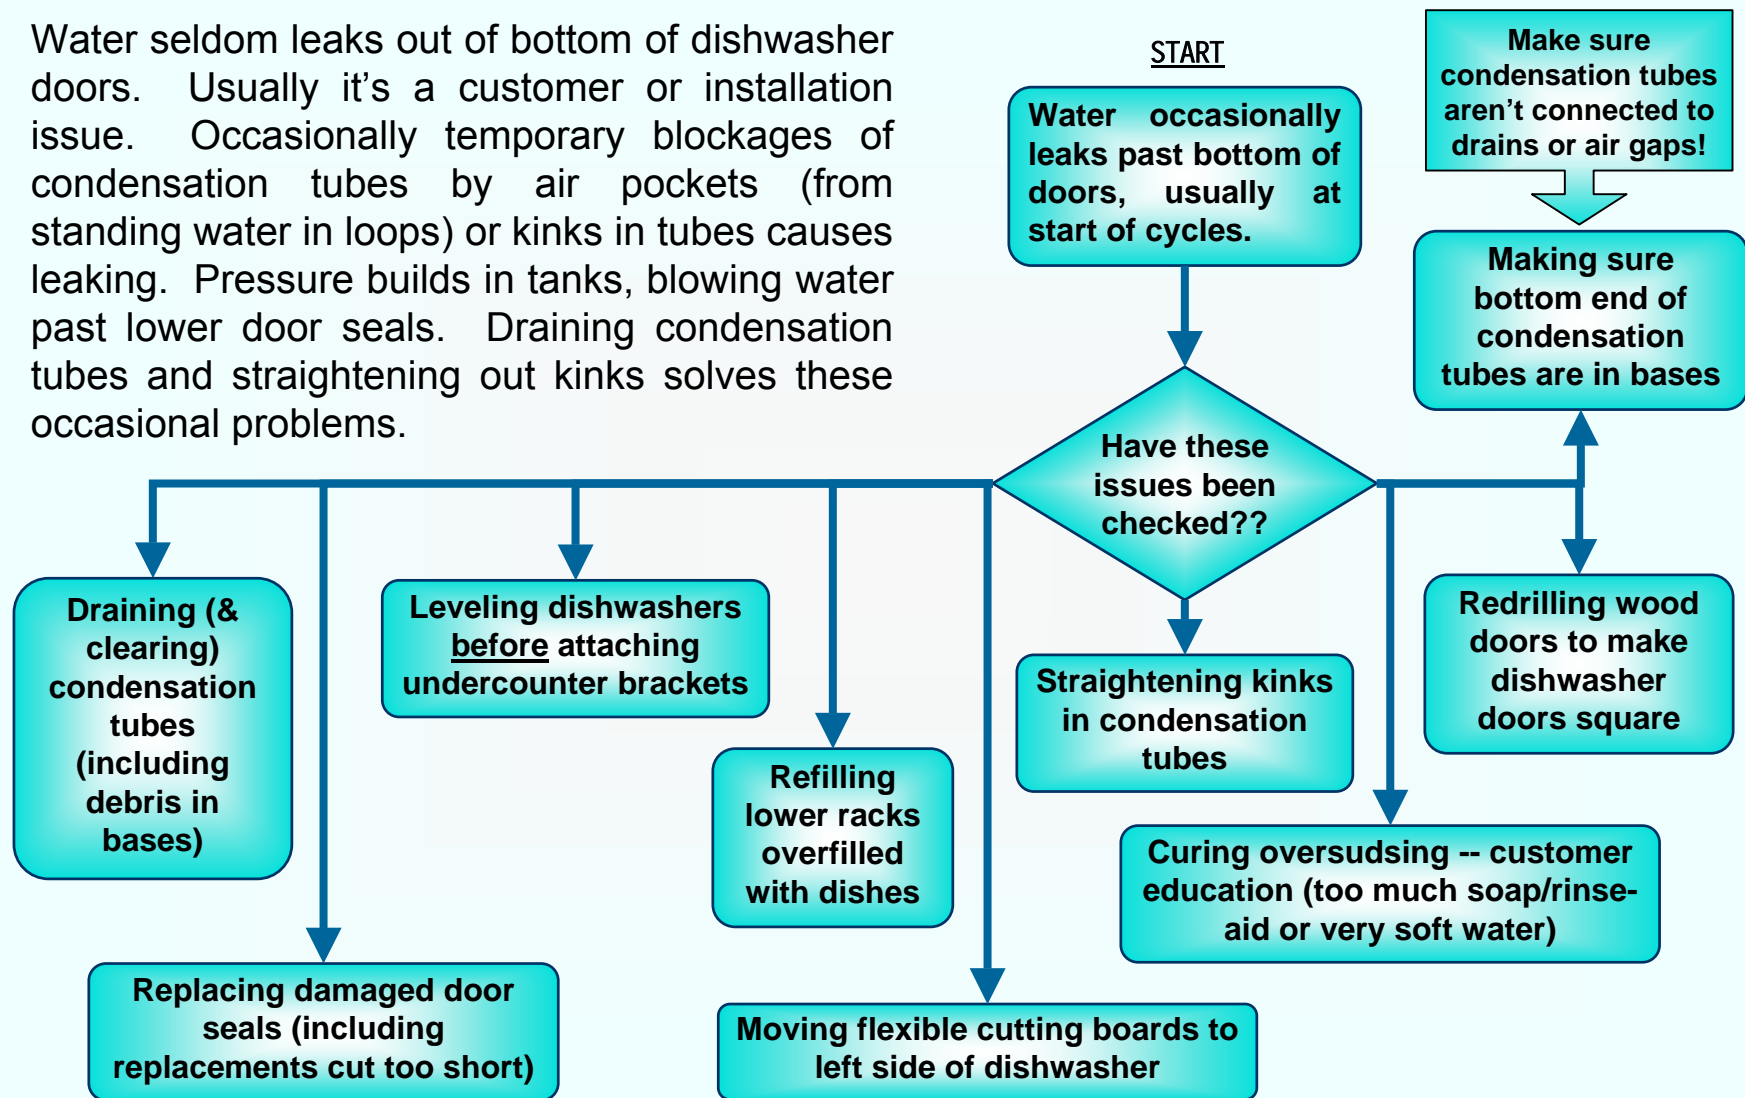 Water seldom leaks out of bottom of dishwasher
doors. Usually it's a customer or installation
issue. Occasionally temporary blockages of
condensation tubes by air pockets (from
standing water in loops) or kinks in tubes causes
leaking. Pressure builds in tanks, blowing water
past lower door seals. Draining condensation
tubes and straightening out kinks solves these
occasional problems.
START
Water occasionally
leaks past bottom of
doors, usually at
start of cycles.
Make sure
condensation tubes
aren't connected to
drains or air gaps!
Making sure
bottom end of
condensation
tubes are in bases
Have these
issues been
checked??
Draining (&
clearing)
condensation
tubes
(including
debris in
bases)
Leveling dishwashers
before attaching
undercounter brackets
Refilling
lower racks
overfilled
with dishes
Straightening kinks
in condensation
tubes
Redrilling wood
doors to make
dishwasher
doors square
Curing oversudsing -- customer
education (too much soap/rinse-
aid or very soft water)
Replacing damaged door
seals (including
replacements cut too short)
Moving flexible cutting boards to
left side of dishwasher